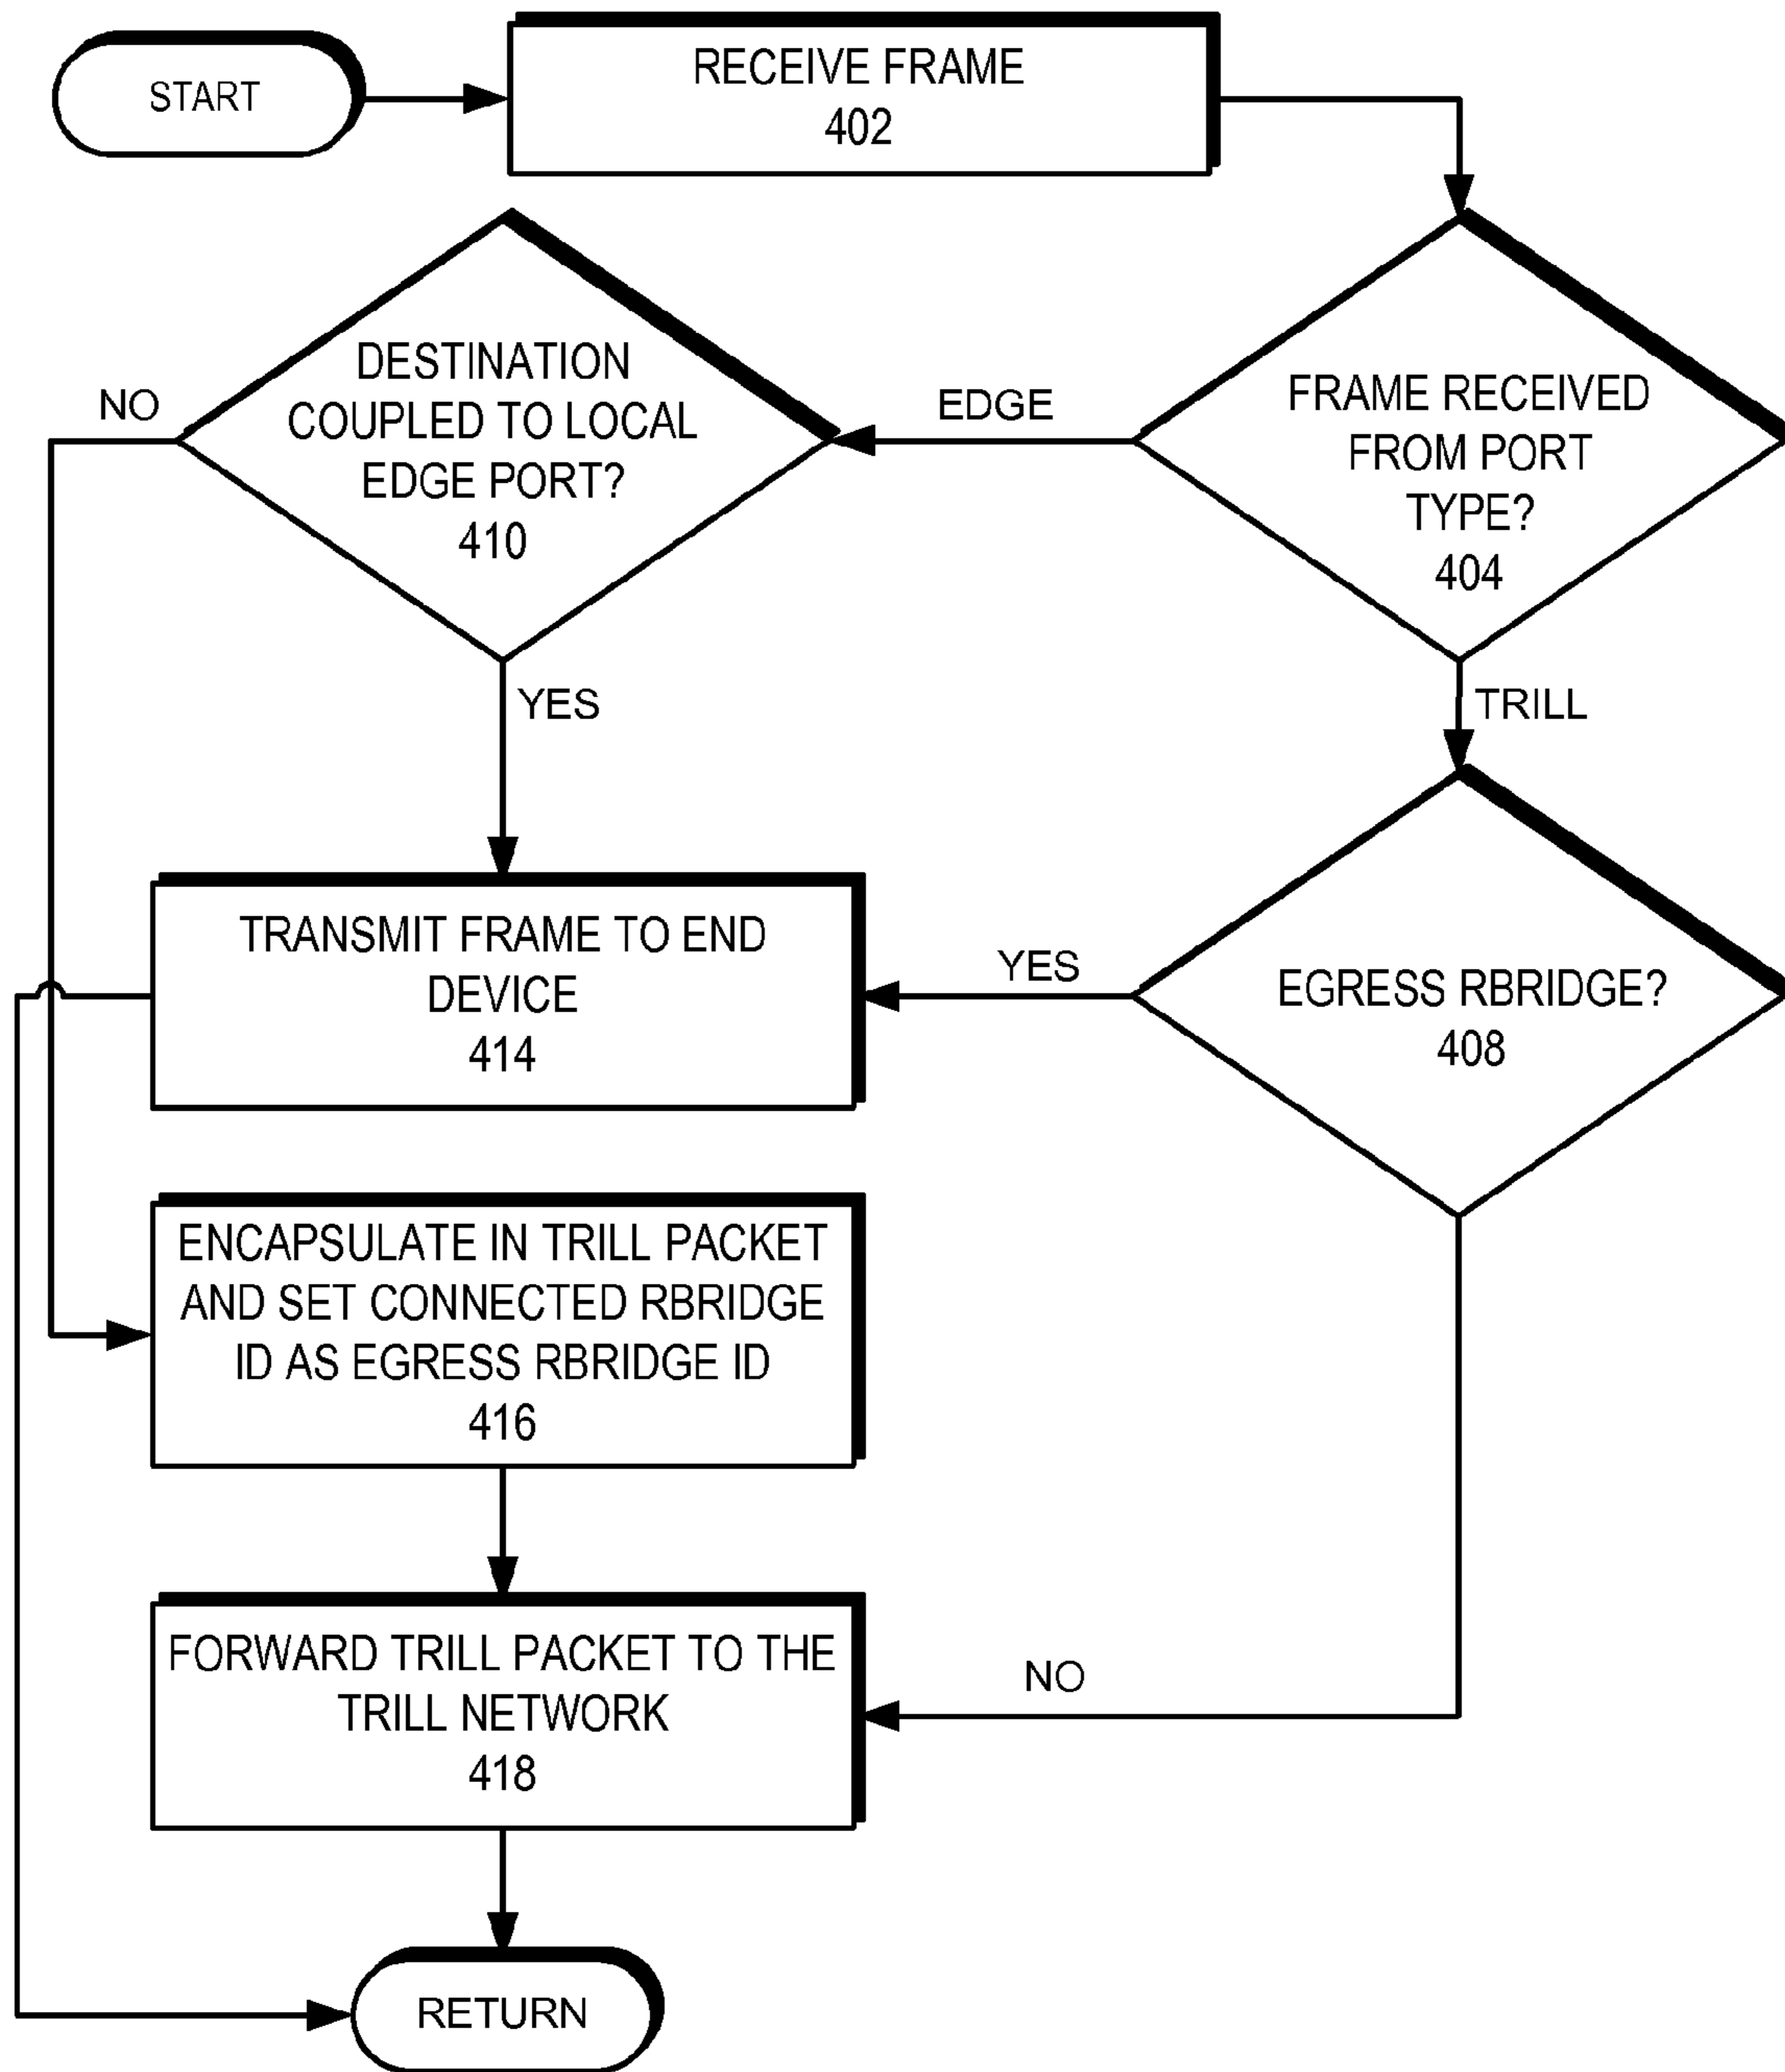 START
RECEIVE FRAME
402
DESTINATION
COUPLED TO LOCAL
EDGE PORT?
410
NO
EDGE
FRAME RECEIVED
FROM PORT
TYPE?
404
YES
TRILL
TRANSMIT FRAME TO END
DEVICE
414
YES
EGRESS RBRIDGE?
408
ENCAPSULATE IN TRILL PACKET
AND SET CONNECTED RBRIDGE
ID AS EGRESS RBRIDGE ID
416
FORWARD TRILL PACKET TO THE
TRILL NETWORK
418
NO
RETURN